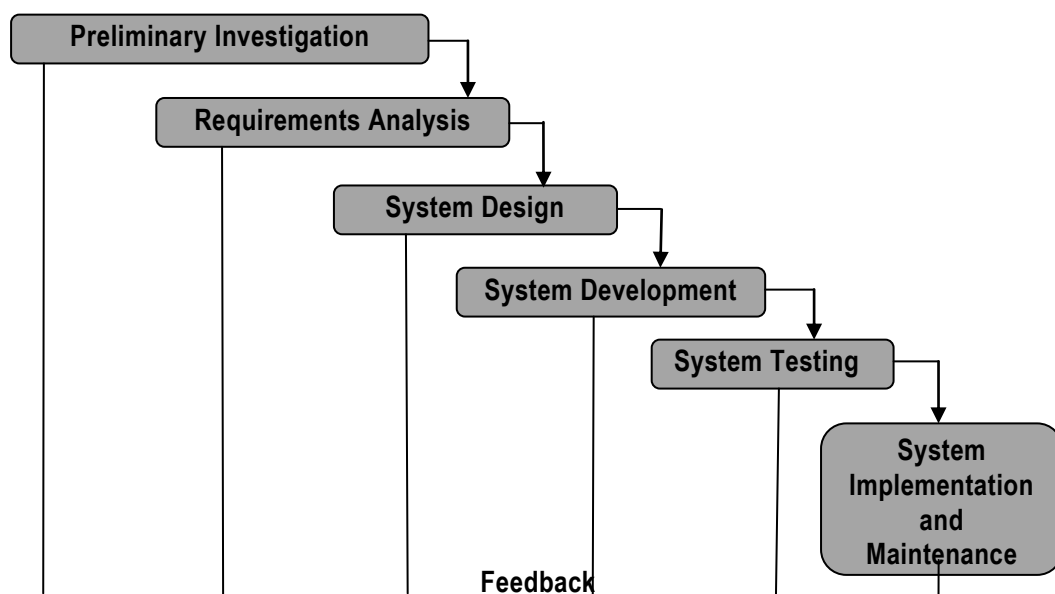 Preliminary Investigation
Requirements Analysis
System Design
System Development
System Testing
System
Implementation
and
Maintenance
Feedback